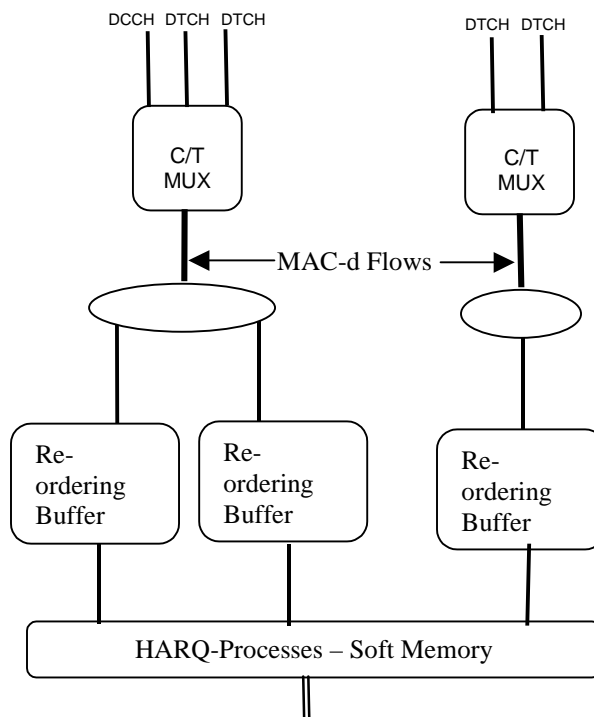 DCCH DTCH DTCH
DTCH DTCH
C/T
MUX
C/T
MUX
MAC-d Flows
Re-
ordering
Buffer
Re-
ordering
Buffer
Re-
ordering
Buffer
HARQ-Processes – Soft Memory